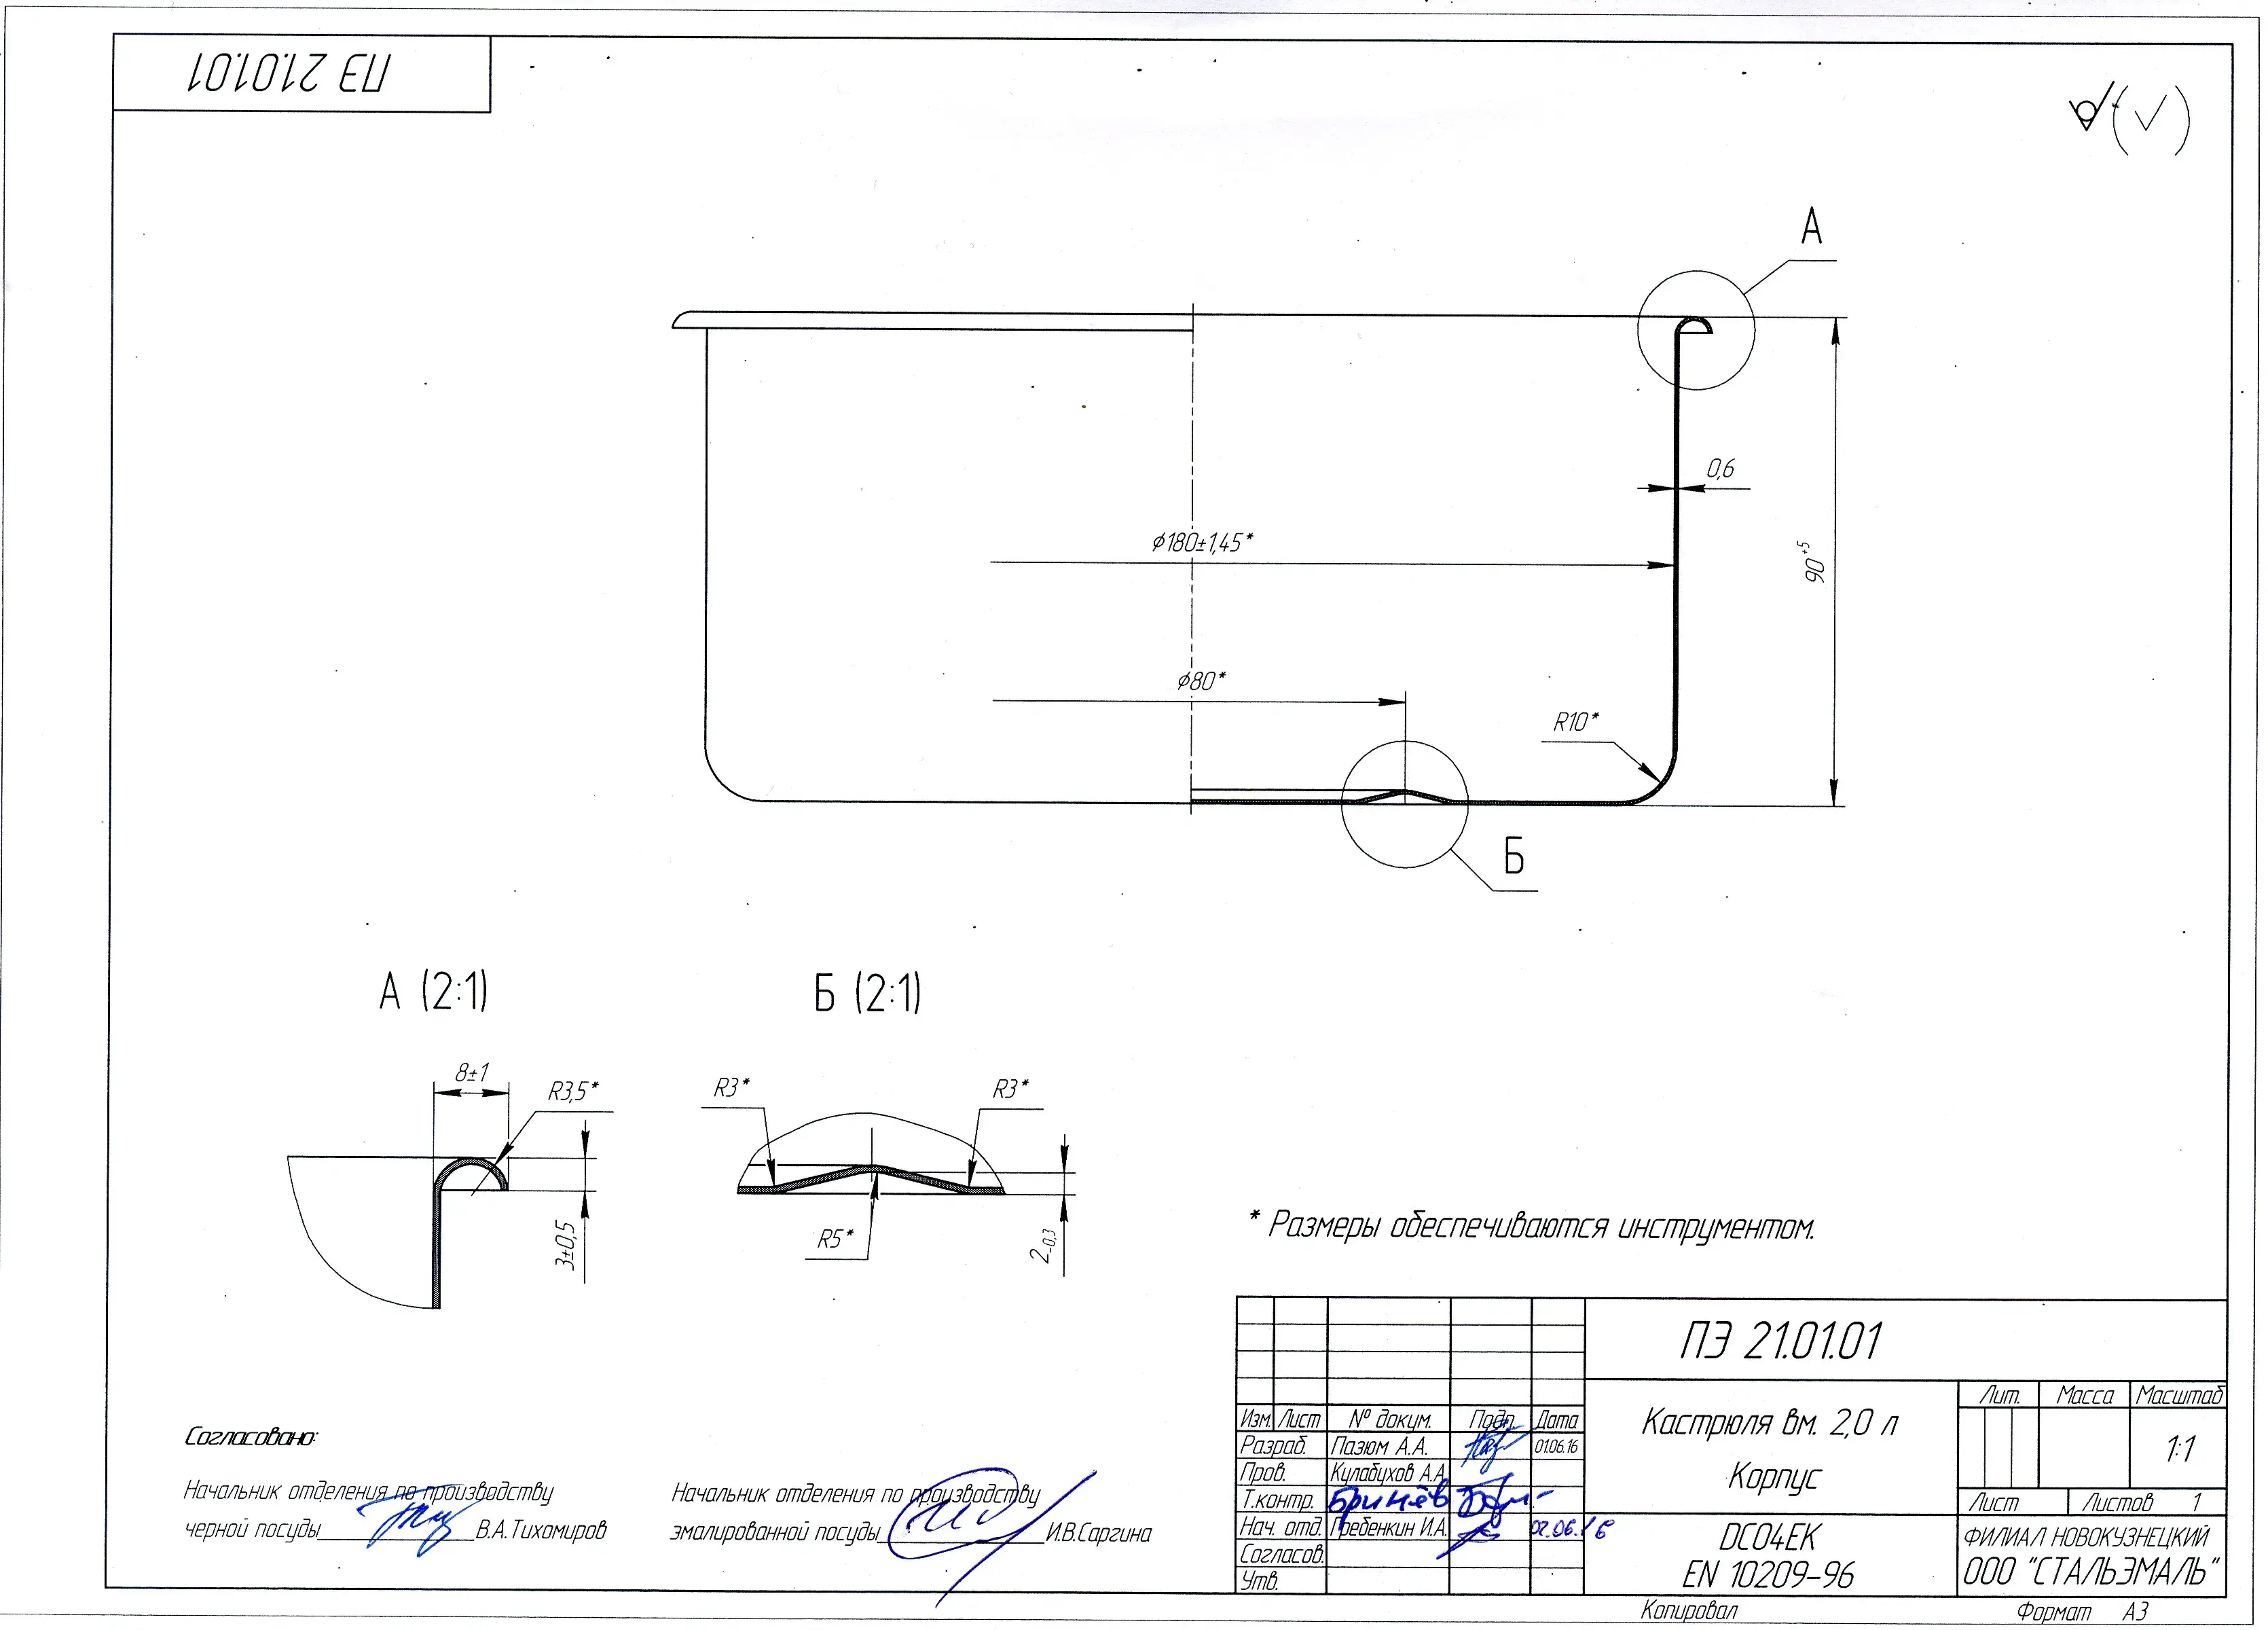 ПЭ 21.01.01
А
0,6
⌀180±1,45*
90⁺⁵
⌀80*
R10*
Б
А (2:1)
Б (2:1)
8±1
R3,5*
3±0,5
R3*
R3*
R5*
2-0,3
* Размеры обеспечиваются инструментом.
Согласовано:
Начальник отделения по производству
черной посуды В.А.Тихомиров
Начальник отделения по производству
эмалированной посуды И.В.Саргина
ПЭ 21.01.01
Изм. Лист № докум. Подп. Дата
Разраб. Пазюм А.А. 01.06.16
Пров. Кулабухов А.А.
Т.контр. Бринёв
Нач. отд. Гребенкин И.А. 02.06.16
Согласов.
Утв.
Кастрюля вм. 2,0 л
Корпус
Лит. Масса Масштаб
1:1
Лист Листов 1
DC04EK
EN 10209-96
ФИЛИАЛ НОВОКУЗНЕЦКИЙ
ООО "СТАЛЬЭМАЛЬ"
Копировал Формат А3